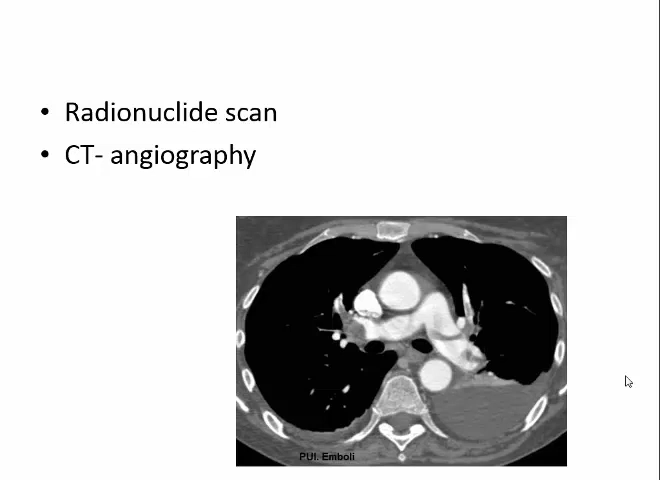 • Radionuclide scan
• CT- angiography
PUl. Emboli